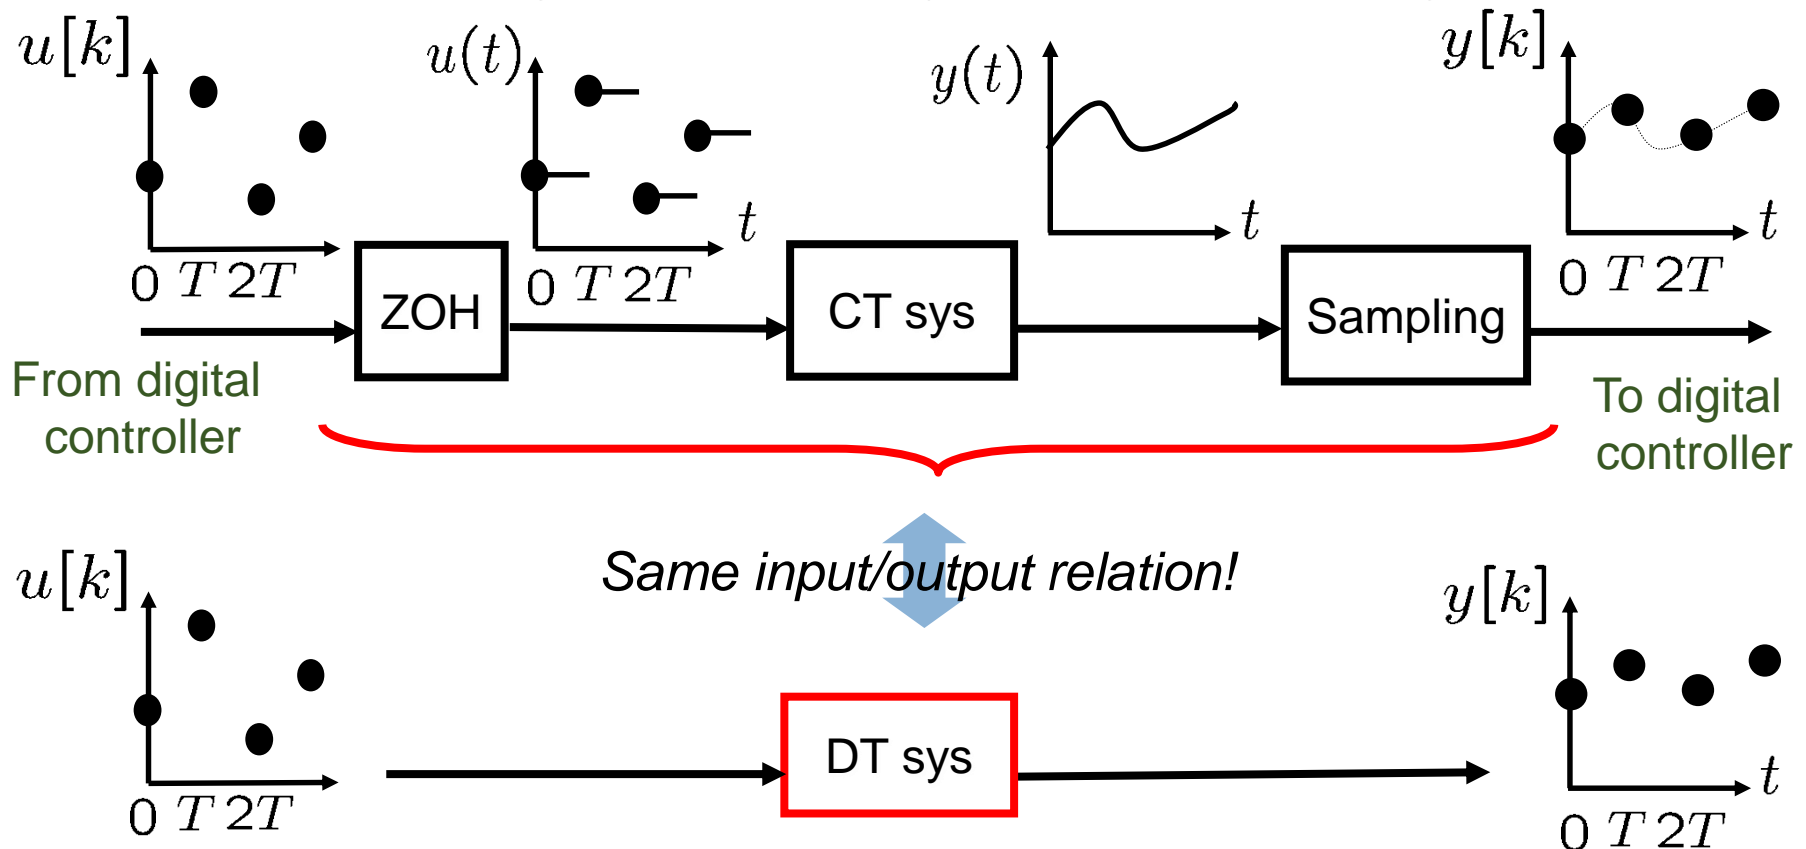 u[k]
u(t)
y(t)
y[k]
t
t
t
0 T 2T
0 T 2T
0 T 2T
ZOH
CT sys
Sampling
From digital
controller
To digital
controller
Same input/output relation!
u[k]
y[k]
DT sys
t
0 T 2T
0 T 2T